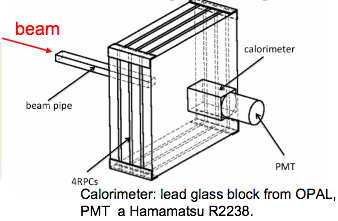 beam
calorimeter
beam pipe
PMT
4RPCs
Calorimeter: lead glass block from OPAL,
PMT a Hamamatsu R2238.